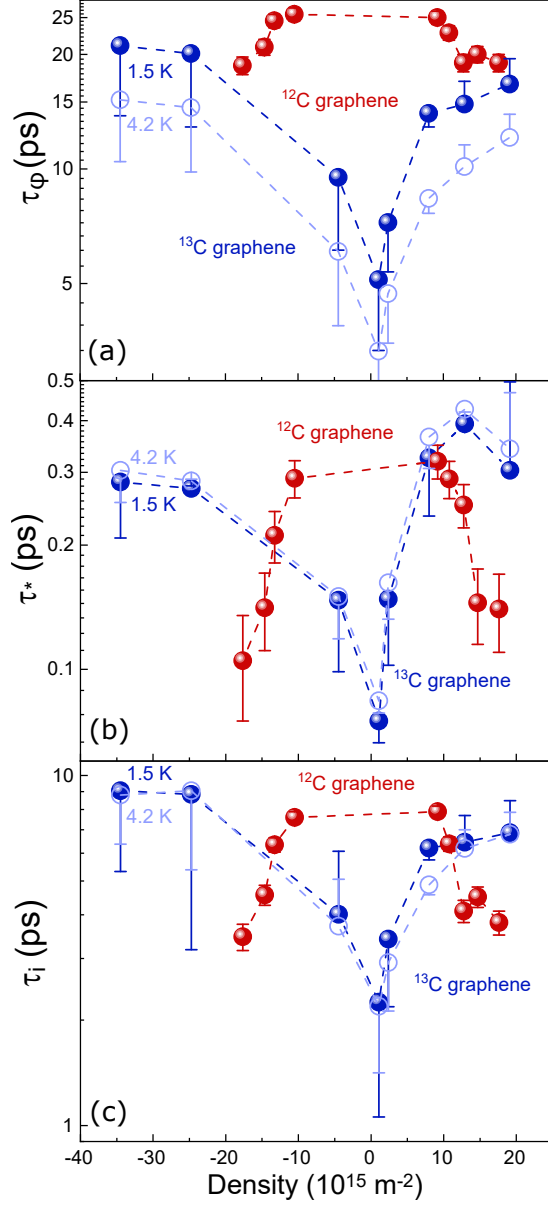 25
20
15
10
5
τφ (ps)
1.5 K
4.2 K
¹²C graphene
¹³C graphene
(a)
0.5
0.4
0.3
0.2
0.1
τ* (ps)
4.2 K
1.5 K
¹²C graphene
¹³C graphene
(b)
10
1
τi (ps)
1.5 K
4.2 K
¹²C graphene
¹³C graphene
(c)
-40 -30 -20 -10 0 10 20
Density (10¹⁵ m⁻²)